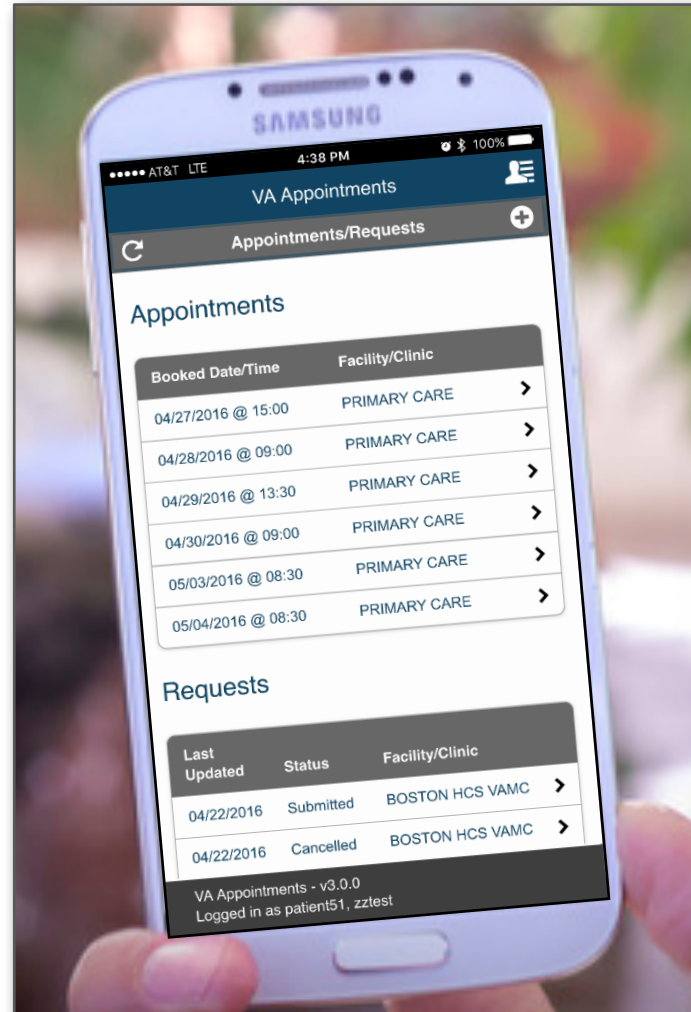 SAMSUNG
●●●●● AT&T LTE 4:38 PM 100%
VA Appointments
Appointments/Requests
Appointments
Booked Date/Time Facility/Clinic
04/27/2016 @ 15:00 PRIMARY CARE
04/28/2016 @ 09:00 PRIMARY CARE
04/29/2016 @ 13:30 PRIMARY CARE
04/30/2016 @ 09:00 PRIMARY CARE
05/03/2016 @ 08:30 PRIMARY CARE
05/04/2016 @ 08:30 PRIMARY CARE
Requests
Last
Updated Status Facility/Clinic
04/22/2016 Submitted BOSTON HCS VAMC
04/22/2016 Cancelled BOSTON HCS VAMC
VA Appointments - v3.0.0
Logged in as patient51, zztest